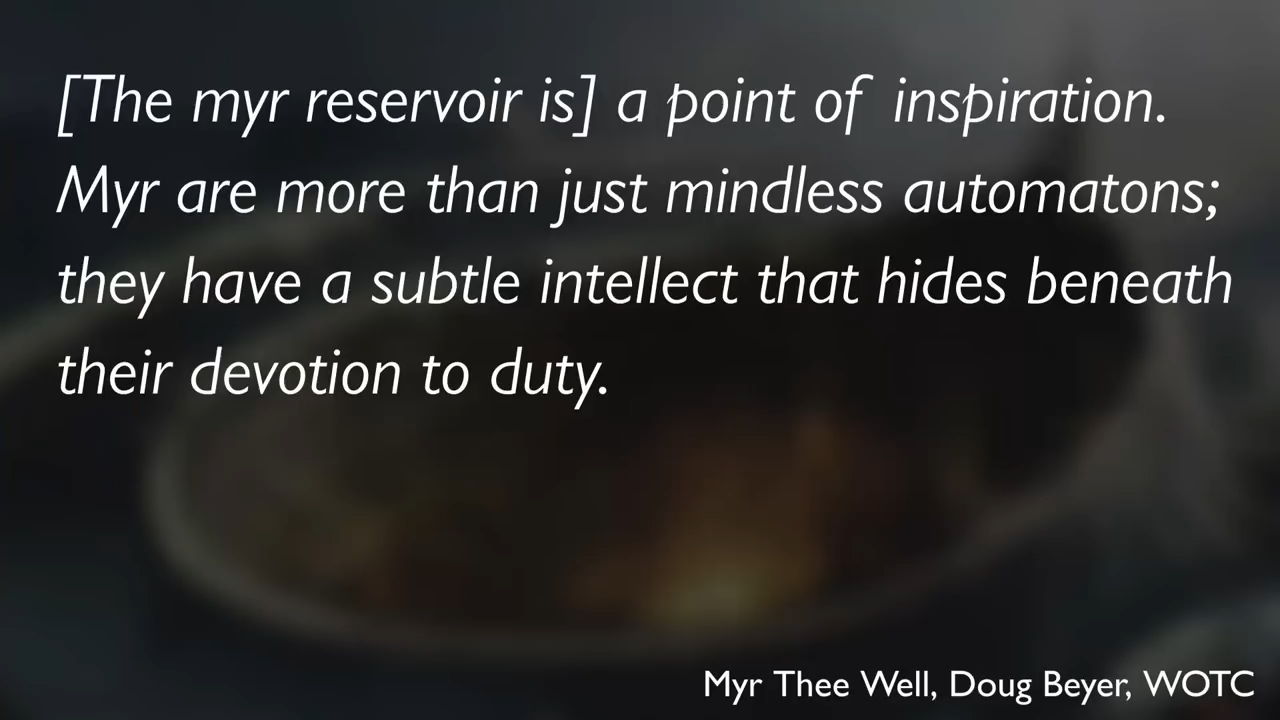 [The myr reservoir is] a point of inspiration.
Myr are more than just mindless automatons;
they have a subtle intellect that hides beneath
their devotion to duty.
Myr Thee Well, Doug Beyer, WOTC